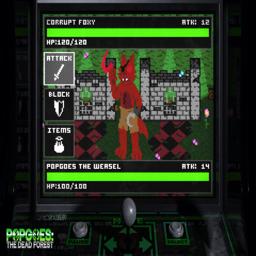 CORRUPT FOXY ATK: 12
HP:120/120
ATTACK
BLOCK
ITEMS
POPGOES THE WEASEL ATK: 14
HP:100/100
POPGOES:
THE DEAD FOREST